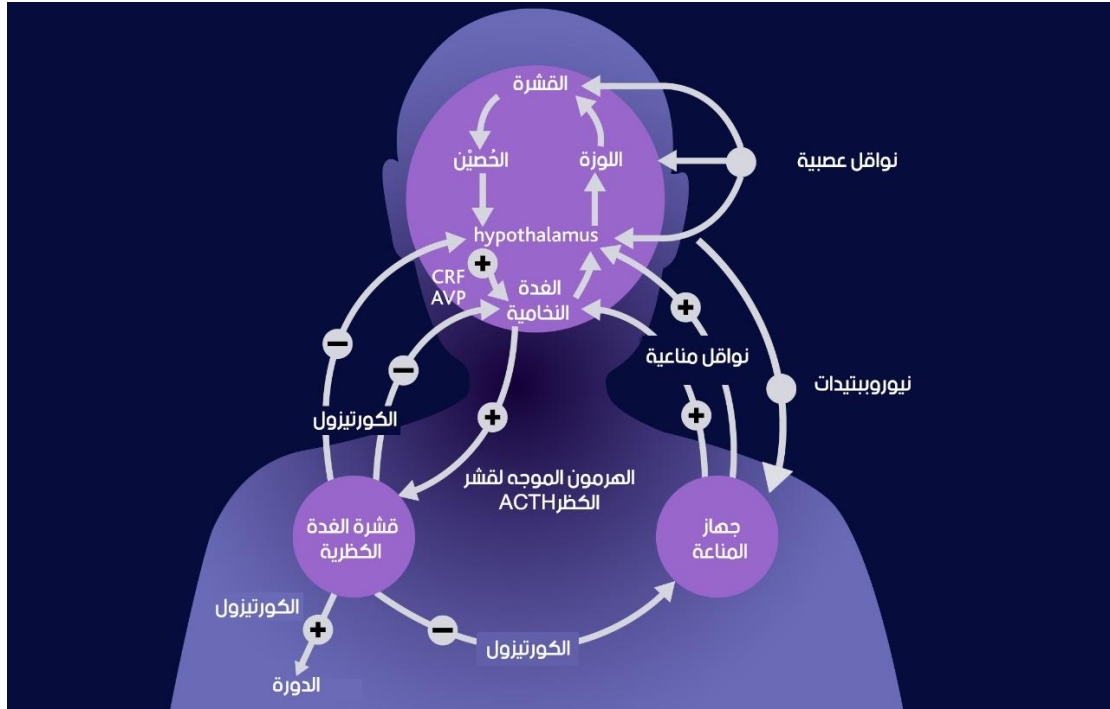 القشرة
الحُصيْن
اللوزة
نواقل عصبية
hypothalamus
CRF
AVP
الغدة
النخامية
نواقل مناعية
نيوروببتيدات
الكورتيزول
الهرمون الموجه لقشر
الكظرACTH
قشرة الغدة
الكظرية
جهاز
المناعة
الكورتيزول
الكورتيزول
الدورة